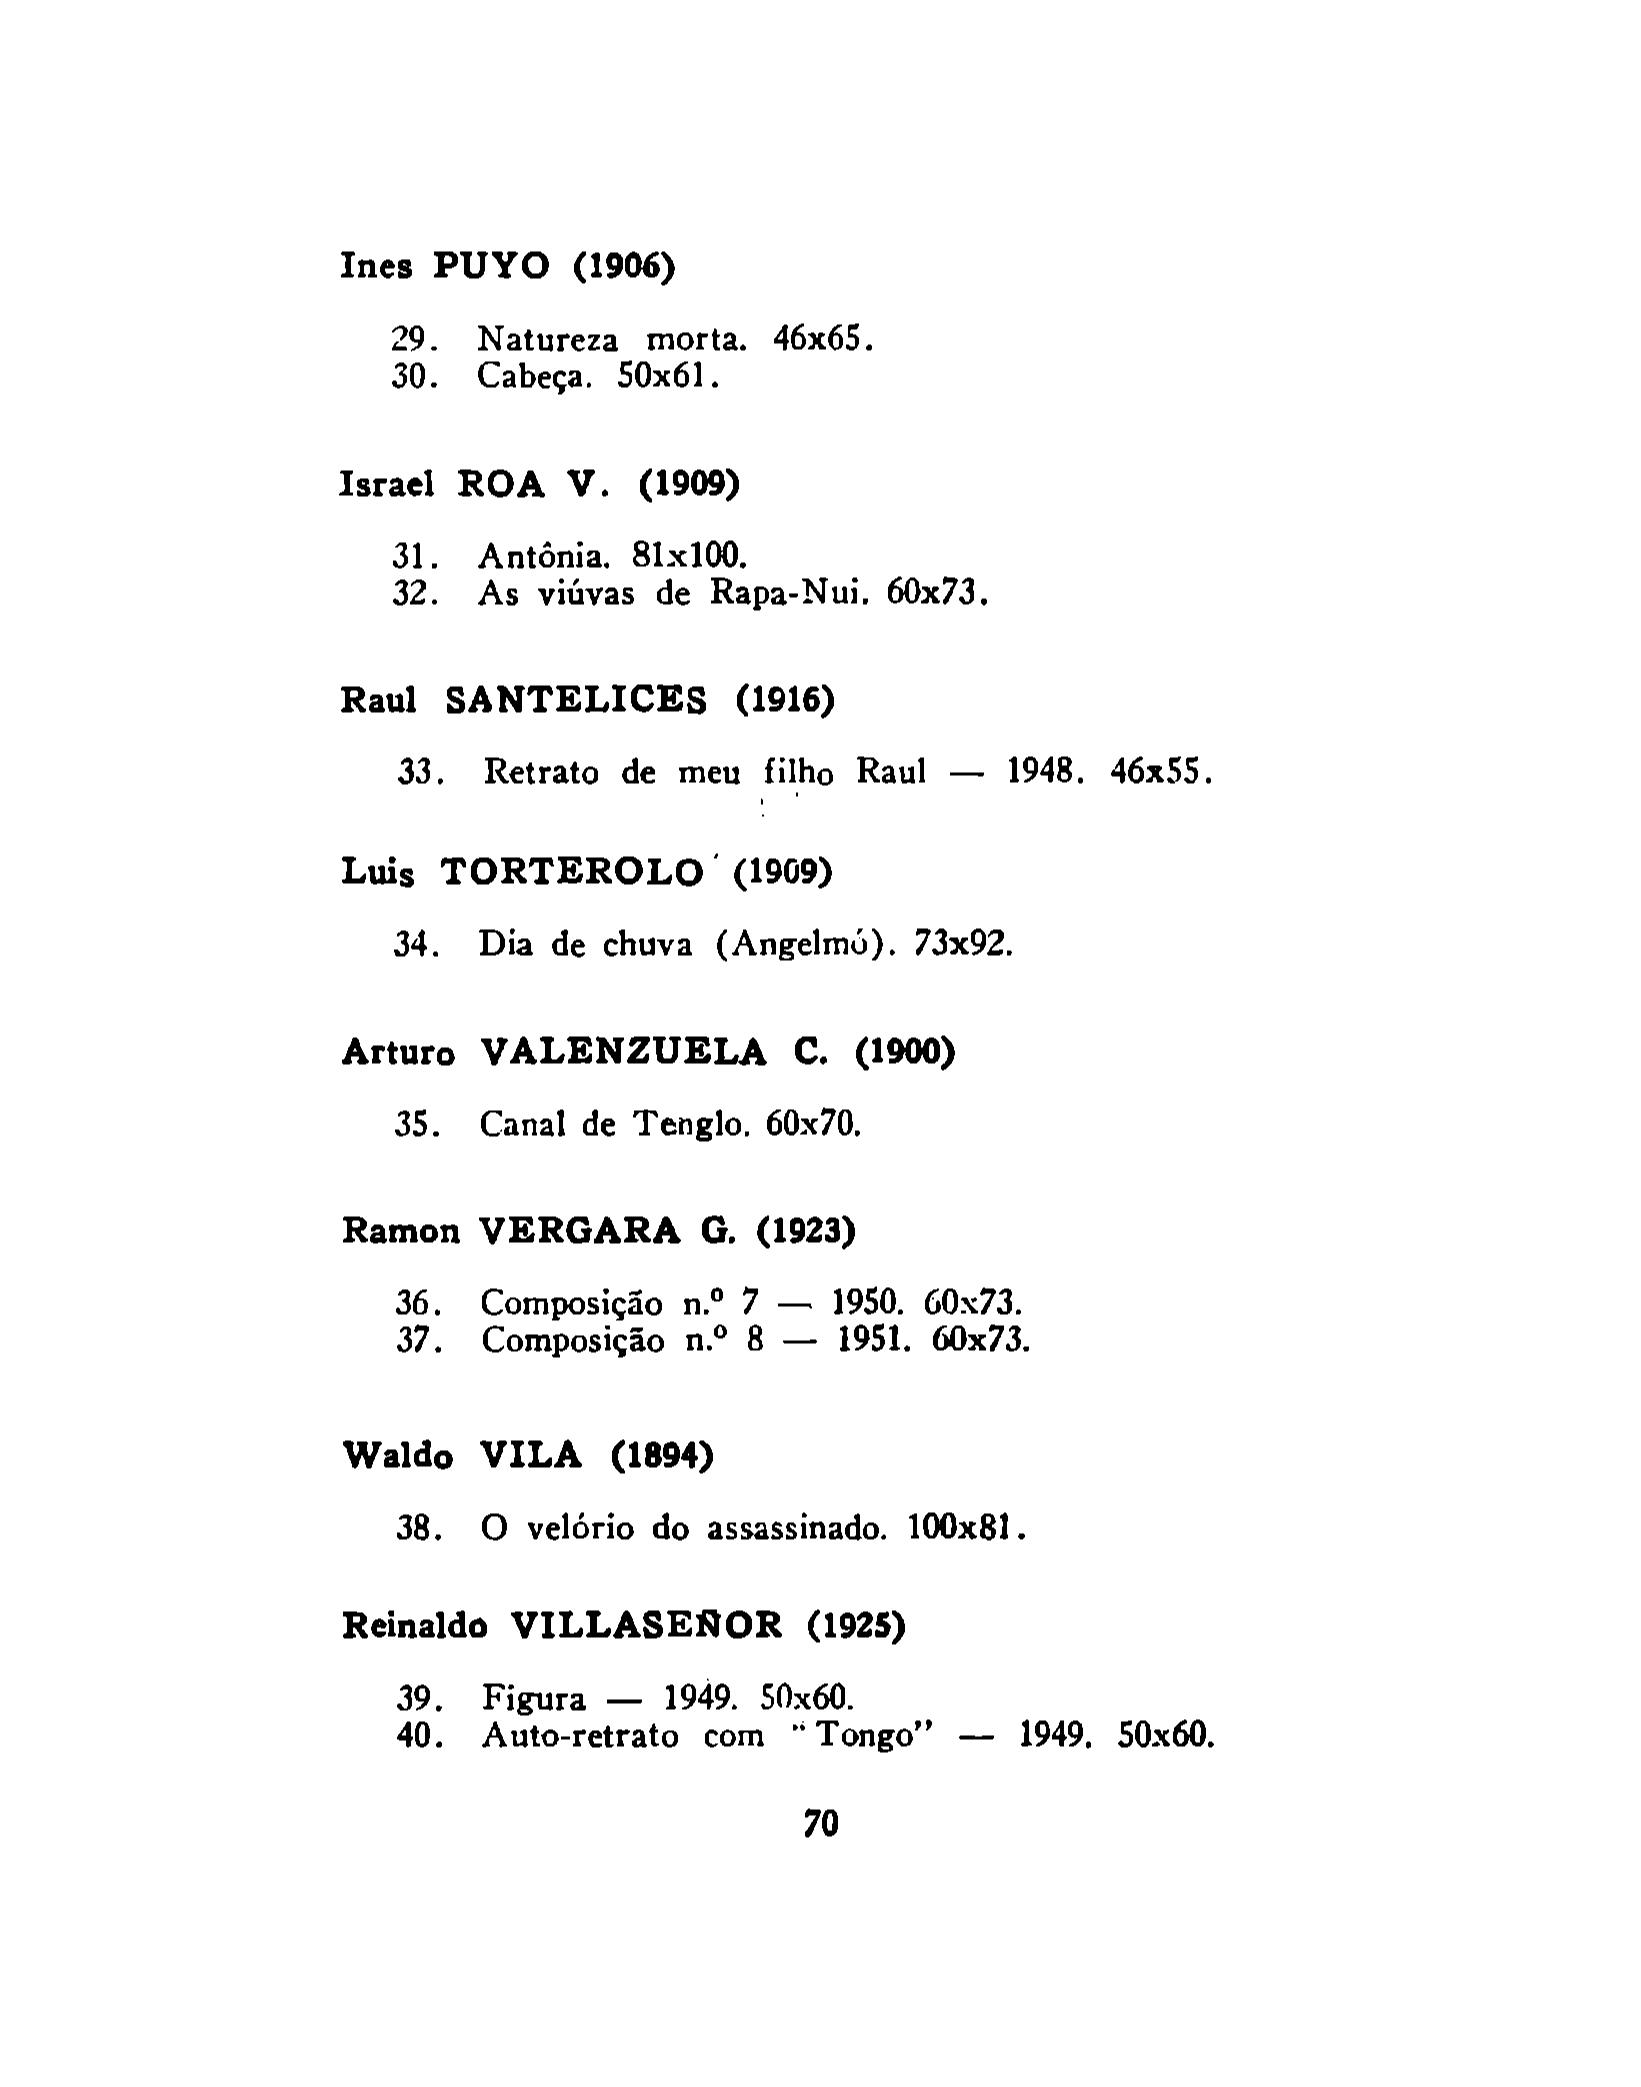 Ines PUYO (1906)
29. Natureza morta. 46x65.
30. Cabeça. 50x61.
Israel ROA V. (1909)
31. Antônia. 81x100.
32. As viúvas de Rapa-Nui. 60x73.
Raul SANTELICES (1916)
33. Retrato de meu filho Raul — 1948. 46x55.
Luis TORTEROLO (1909)
34. Dia de chuva (Angelmó). 73x92.
Arturo VALENZUELA C. (1900)
35. Canal de Tenglo. 60x70.
Ramon VERGARA G. (1923)
36. Composição n.º 7 — 1950. 60x73.
37. Composição n.º 8 — 1951. 60x73.
Waldo VILA (1894)
38. O velório do assassinado. 100x81.
Reinaldo VILLASEÑOR (1925)
39. Figura — 1949. 50x60.
40. Auto-retrato com "Tongo" — 1949. 50x60.
70